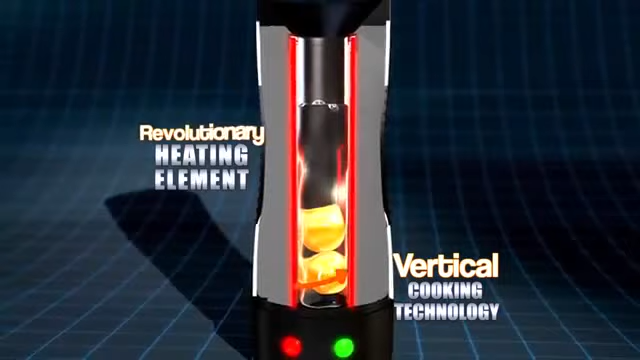 Revolutionary
HEATING
ELEMENT
Vertical
COOKING
TECHNOLOGY